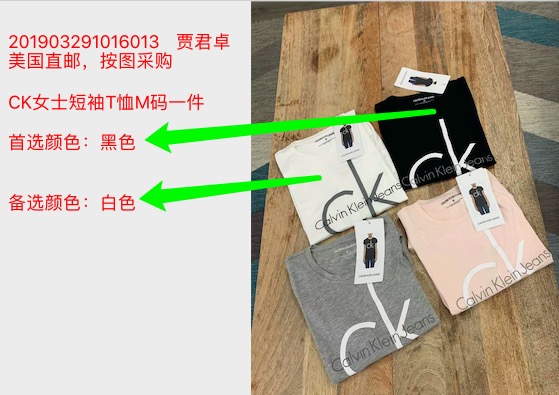 201903291016013 贾君卓
美国直邮，按图采购
CK女士短袖T恤M码一件
首选颜色：黑色
备选颜色：白色
ck
Calvin Klein Jeans
ck
Calvin Klein Jeans
ck
Calvin Klein Jeans
ck
Calvin Klein Jeans